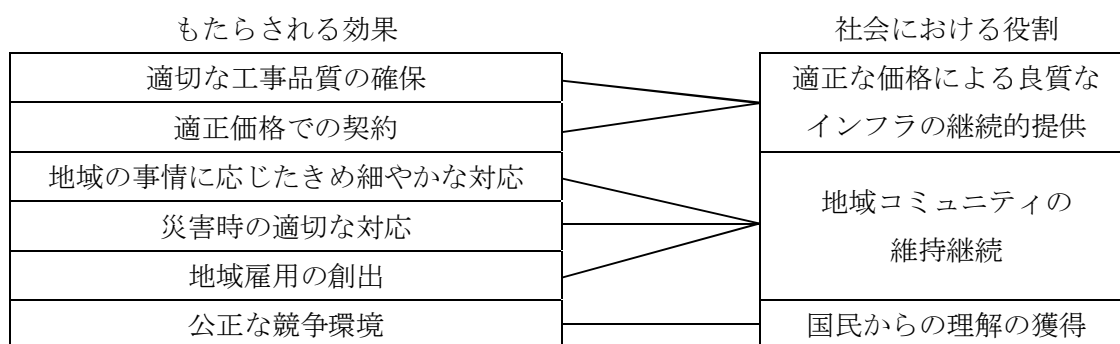 もたらされる効果
適切な工事品質の確保
適正価格での契約
地域の事情に応じたきめ細やかな対応
災害時の適切な対応
地域雇用の創出
公正な競争環境
社会における役割
適正な価格による良質な
インフラの継続的提供
地域コミュニティの
維持継続
国民からの理解の獲得